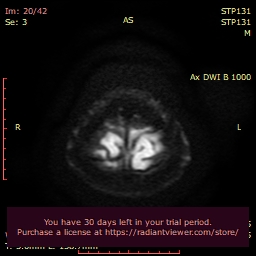 Im: 20/42
STP131
Se: 3
AS
STP131
M
Ax DWI B 1000
R
L
You have 30 days left in your trial period.
Purchase a license at https://radiantviewer.com/store/